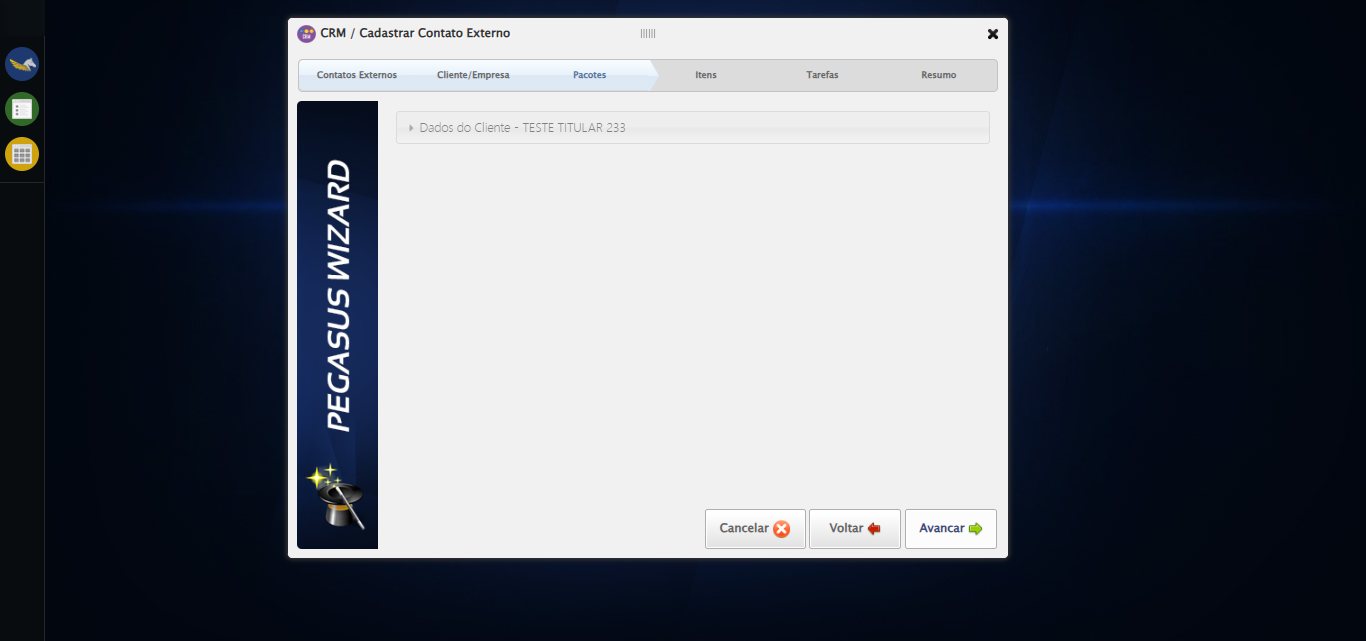 CRM / Cadastrar Contato Externo
Contatos Externos Cliente/Empresa Pacotes Itens Tarefas Resumo
Dados do Cliente - TESTE TITULAR 233
PEGASUS WIZARD
Cancelar Voltar Avancar